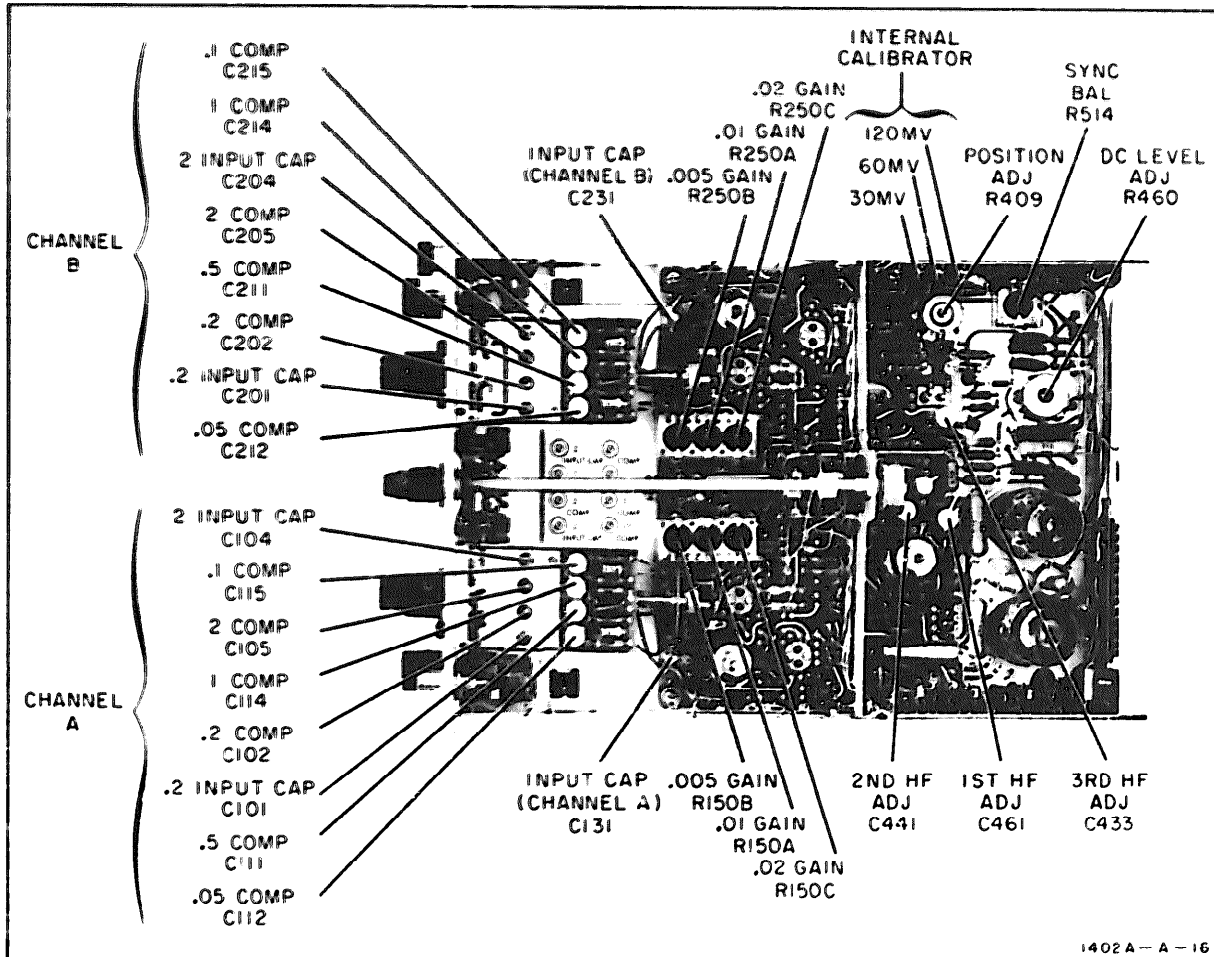 CHANNEL
B
.1 COMP
C215
1 COMP
C214
2 INPUT CAP
C204
2 COMP
C205
.5 COMP
C211
.2 COMP
C202
.2 INPUT CAP
C201
.05 COMP
C212
INPUT CAP
(CHANNEL B)
C231
.005 GAIN
R250B
.01 GAIN
R250A
.02 GAIN
R250C
INTERNAL
CALIBRATOR
120MV
60MV
30MV
POSITION
ADJ
R409
SYNC
BAL
R514
DC LEVEL
ADJ
R460
COMP
COMP
COMP
CHANNEL
A
2 INPUT CAP
C104
.1 COMP
C115
2 COMP
C105
1 COMP
C114
.2 COMP
C102
.2 INPUT CAP
C101
.5 COMP
C111
.05 COMP
C112
INPUT CAP
(CHANNEL A)
C131
.005 GAIN
R150B
.01 GAIN
R150A
.02 GAIN
R150C
2ND HF
ADJ
C441
1ST HF
ADJ
C461
3RD HF
ADJ
C433
1402A-A-16